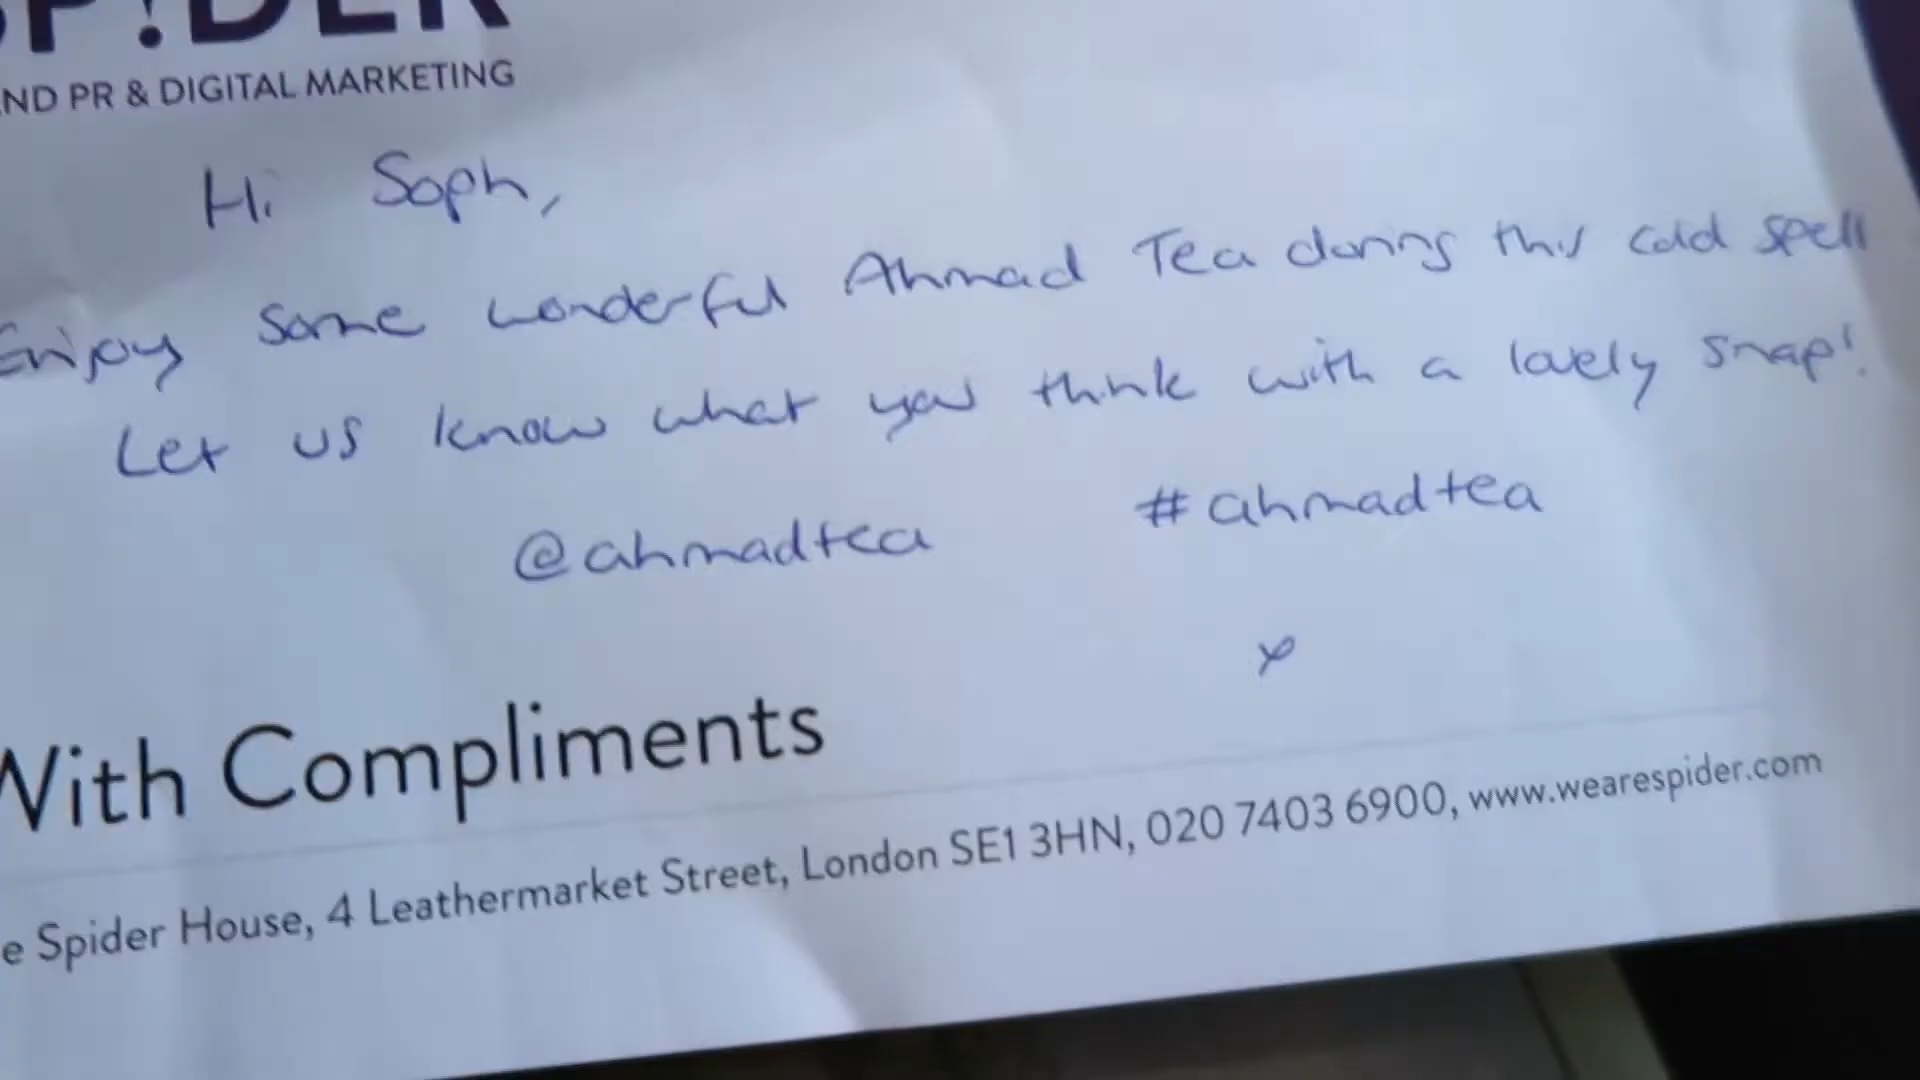 SP!DER
ND PR & DIGITAL MARKETING
Hi Soph,
Enjoy some wonderful Ahmad Tea during this cold spell
Let us know what you think with a lovely snap!
@ahmadtea #ahmadtea
x
With Compliments
e Spider House, 4 Leathermarket Street, London SE1 3HN, 020 7403 6900, www.wearespider.com